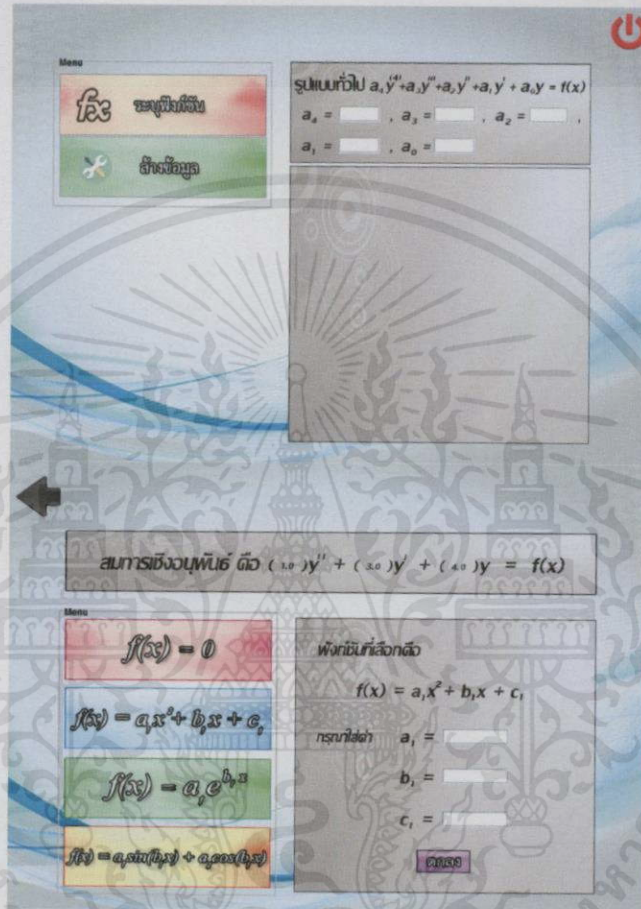 Menu
fx ระบุฟังก์ชัน
ล้างข้อมูล
รูปแบบทั่วไป a₄y⁽⁴⁾+a₃y'''+a₂y''+a₁y' + a₀y = f(x)
a₄ = , a₃ = , a₂ = ,
a₁ = , a₀ =
สมการเชิงอนุพันธ์ คือ ( 1.0 )y'' + ( 3.0 )y' + ( 4.0 )y = f(x)
Menu
f(x) = 0
f(x) = a₁x² + b₁x + c₁
f(x) = a₁e^{b₁x}
f(x) = a₁sin(b₁x) + a₂cos(b₁x)
ฟังก์ชันที่เลือกคือ
f(x) = a₁x² + b₁x + c₁
กรุณาใส่ค่า a₁ =
b₁ =
c₁ =
ตกลง